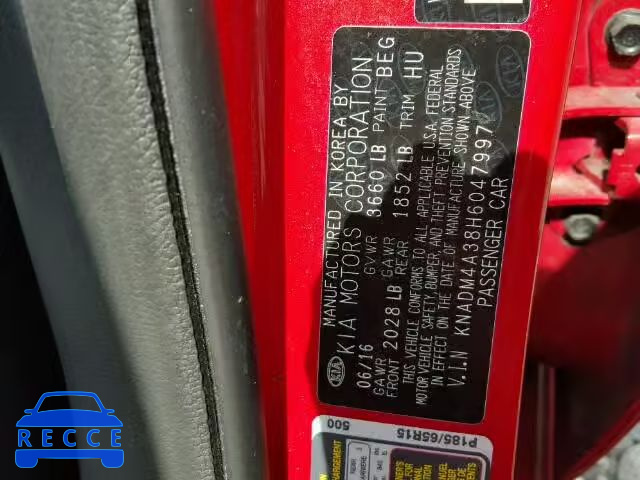 MANUFACTURED IN KOREA BY
KIA MOTORS CORPORATION
06/16 GVWR 3660 LB PAINT BEG
GAWR GAWR
FRONT 2028 LB REAR 1852 LB TRIM HU
THIS VEHICLE CONFORMS TO ALL APPLICABLE U.S.A. FEDERAL
MOTOR VEHICLE SAFETY, BUMPER, AND THEFT PREVENTION STANDARDS
IN EFFECT ON THE DATE OF MANUFACTURE SHOWN ABOVE.
V.I.N KNADM4A38H6047997
PASSENGER CAR
KIA
P185/65R15
500
RECCE